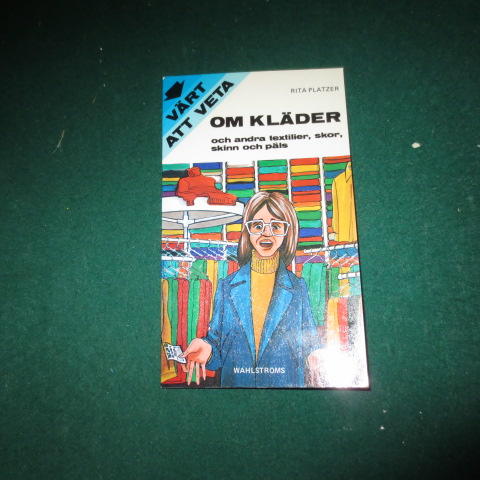 VÄRT
ATT VETA
RITA PLATZER
OM KLÄDER
och andra textilier, skor,
skinn och päls
WAHLSTRÖMS